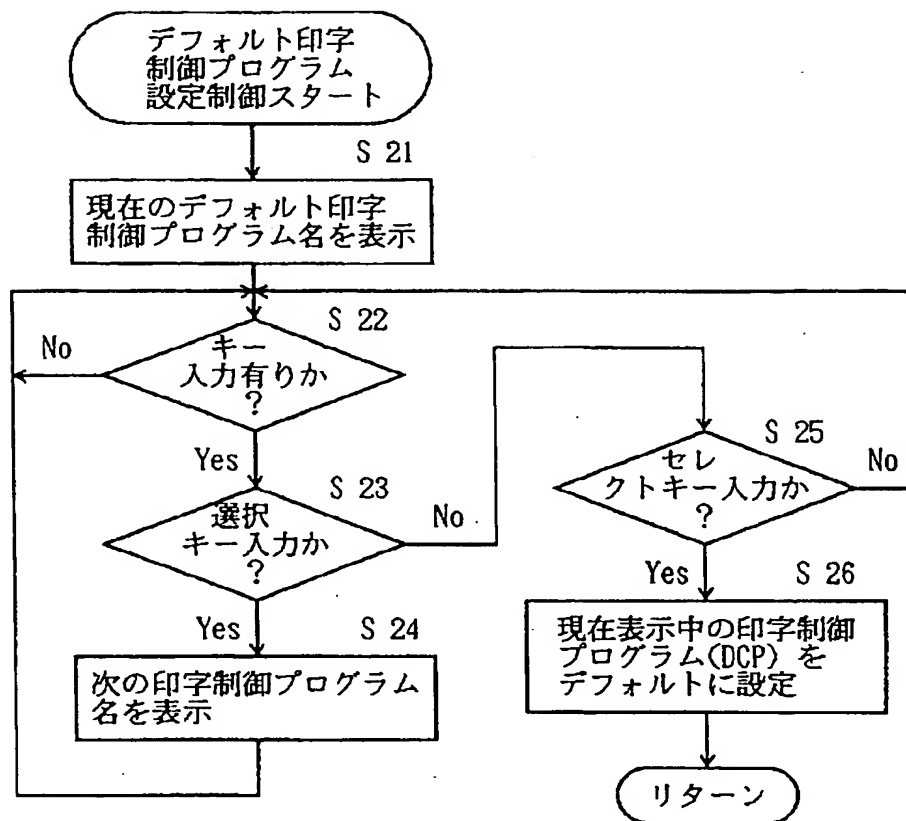 デフォルト印字
制御プログラム
設定制御スタート
S 21
現在のデフォルト印字
制御プログラム名を表示
S 22
No
キー
入力有りか
?
Yes
S 23
選択
キー入力か
?
No
Yes
S 24
次の印字制御プログラム
名を表示
S 25
セレ
クトキー入力か
?
No
Yes
S 26
現在表示中の印字制御
プログラム(DCP) を
デフォルトに設定
リターン